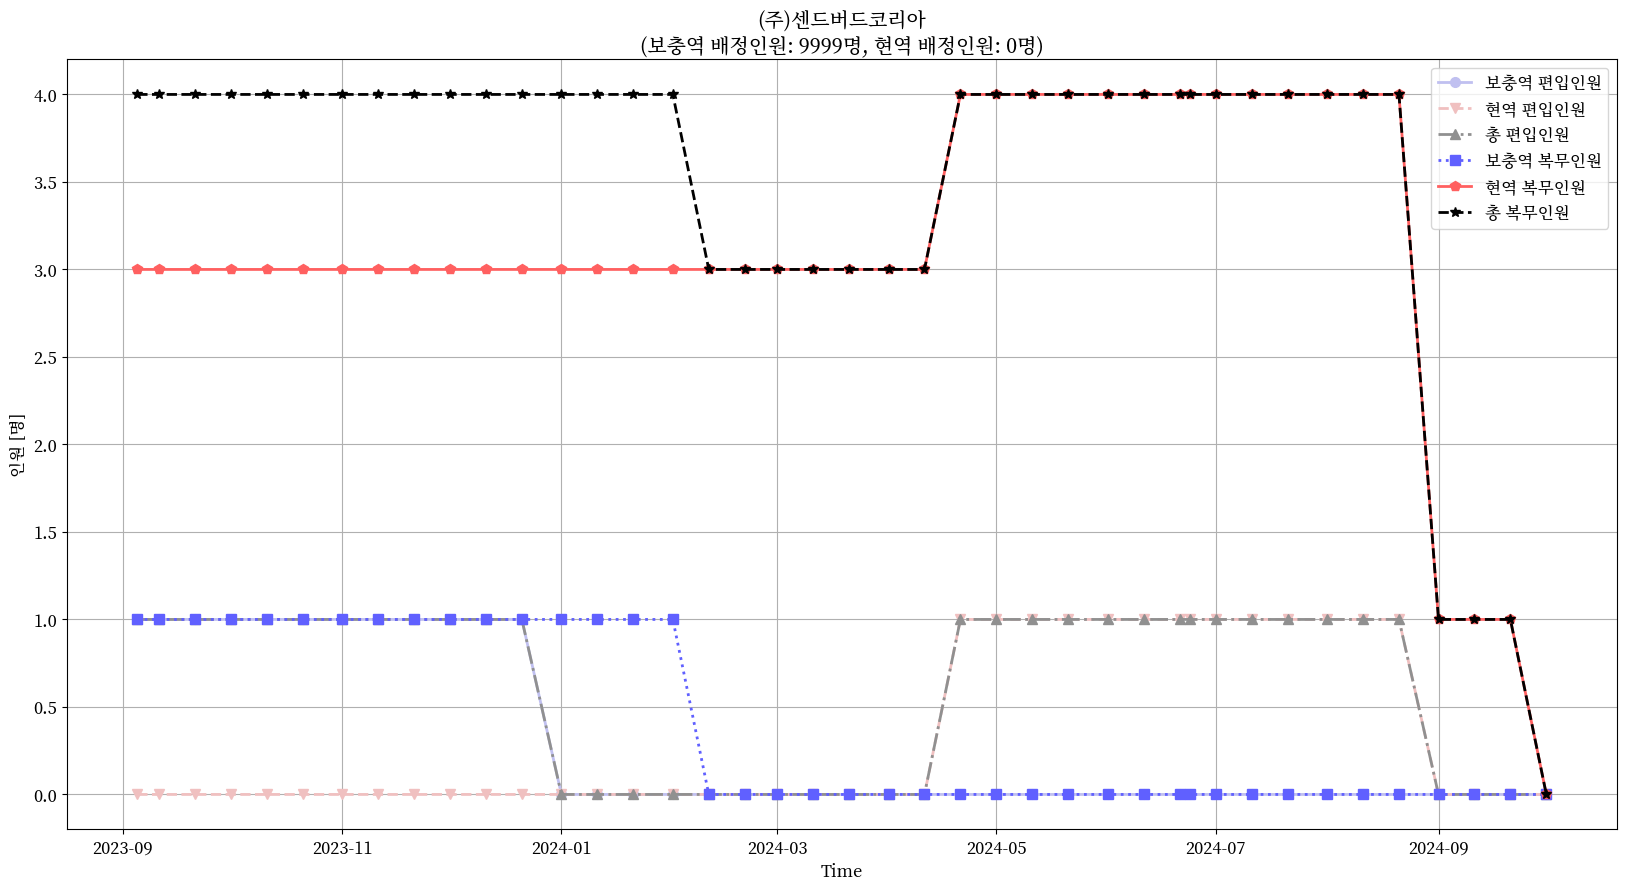 (주)센드버드코리아
(보충역 배정인원: 9999명, 현역 배정인원: 0명)
보충역 편입인원
현역 편입인원
총 편입인원
보충역 복무인원
현역 복무인원
총 복무인원
인원 [명]
4.0
3.5
3.0
2.5
2.0
1.5
1.0
0.5
0.0
2023-09
2023-11
2024-01
2024-03
2024-05
2024-07
2024-09
Time